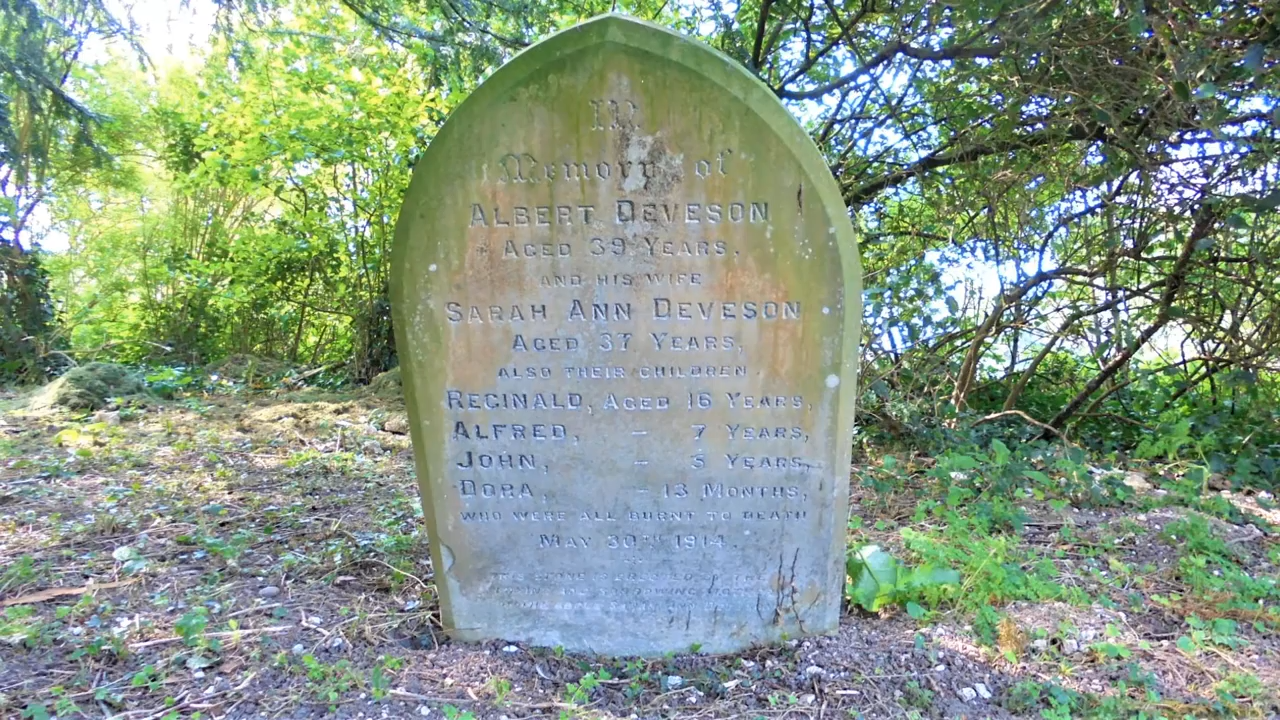 In
Memory of
ALBERT DEVESON
AGED 39 YEARS.
AND HIS WIFE
SARAH ANN DEVESON
AGED 37 YEARS,
ALSO THEIR CHILDREN.
REGINALD, AGED 16 YEARS,
ALFRED, – 7 YEARS,
JOHN, – 5 YEARS,
DORA, – 13 MONTHS,
WHO WERE ALL BURNT TO DEATH
MAY 30TH 1914.